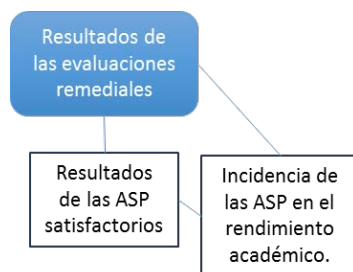 Resultados de
las evaluaciones
remediales
Resultados
de las ASP
satisfactorios
Incidencia de
las ASP en el
rendimiento
académico.